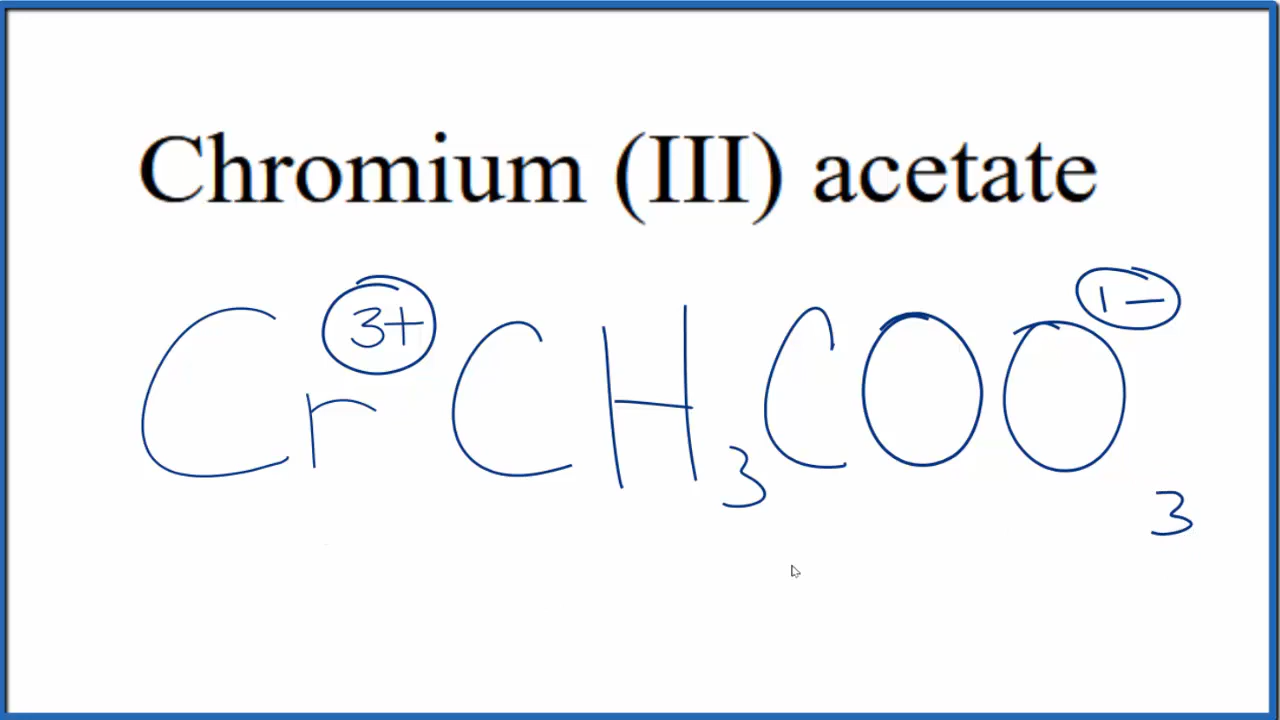 Chromium (III) acetate
Cr³⁺ CH₃COO¹⁻ ₃